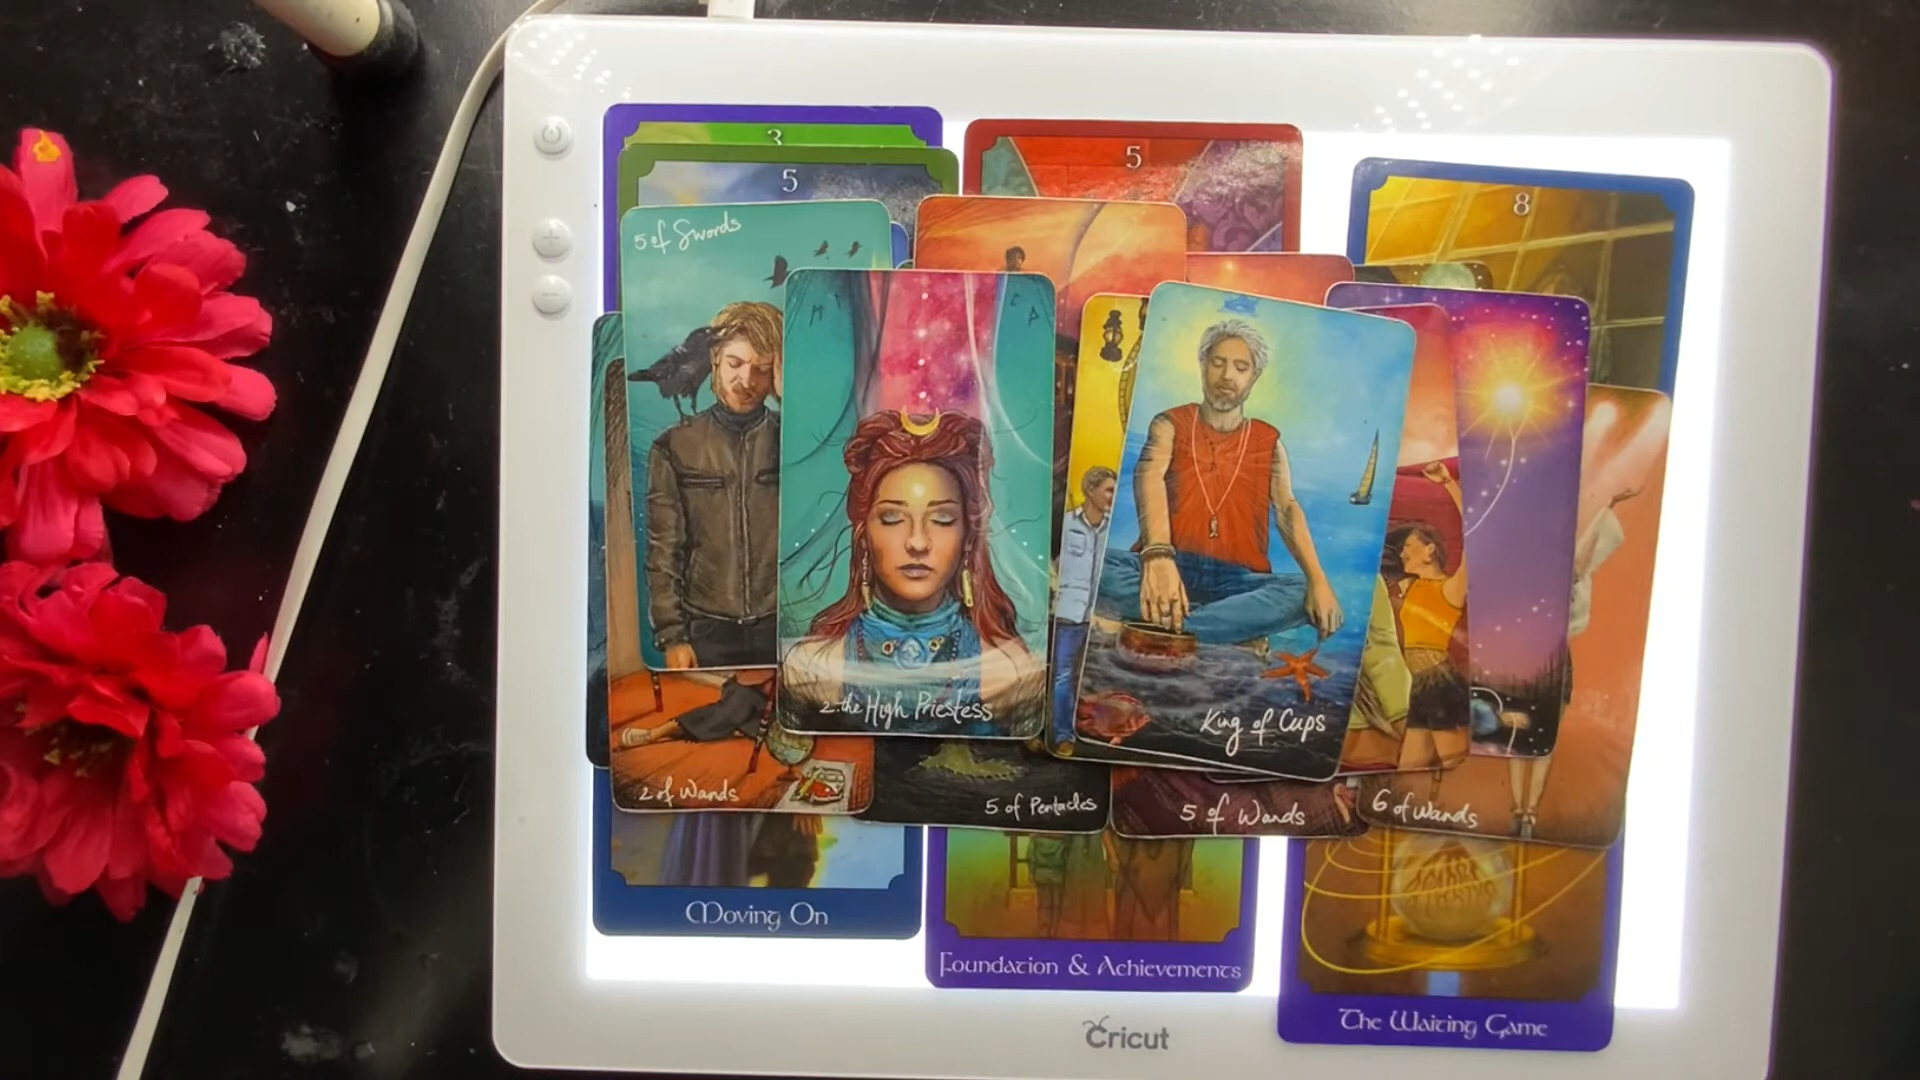 3
5
5
8
5 of Swords
2. the High Priestess
King of Cups
2 of Wands
5 of Pentacles
5 of Wands
6 of Wands
Moving On
Foundation & Achievements
The Waiting Game
Cricut